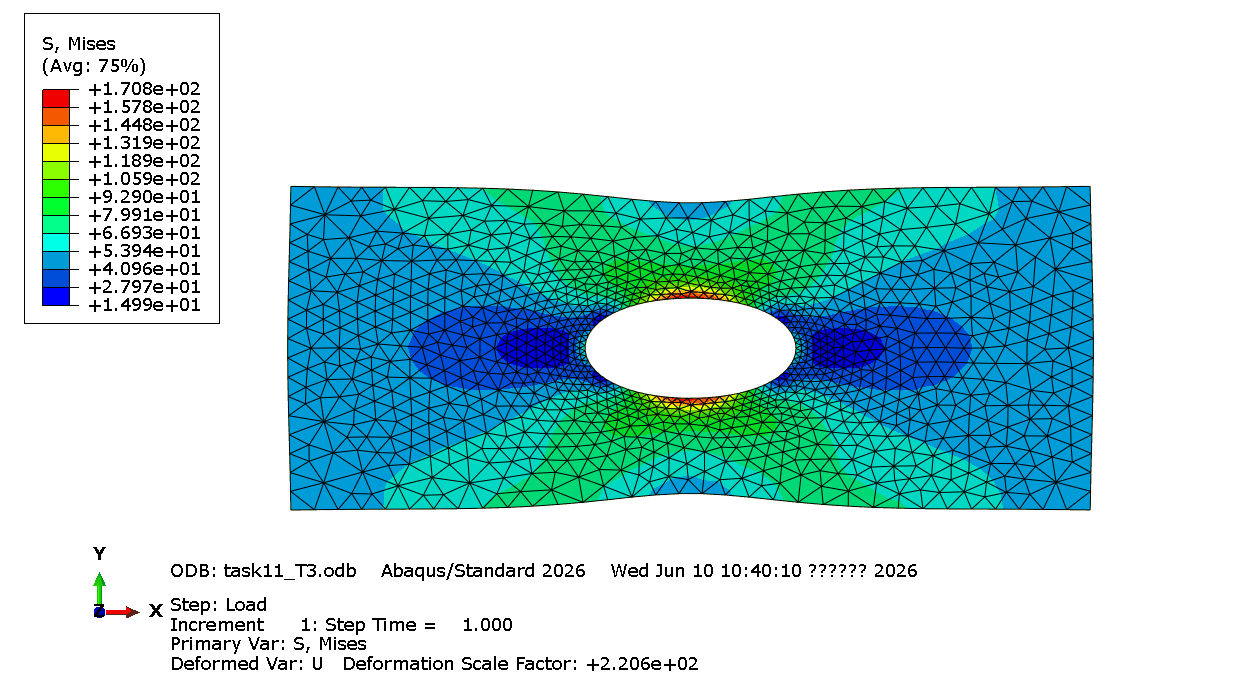 S, Mises
(Avg: 75%)
+1.708e+02
+1.578e+02
+1.448e+02
+1.319e+02
+1.189e+02
+1.059e+02
+9.290e+01
+7.991e+01
+6.693e+01
+5.394e+01
+4.096e+01
+2.797e+01
+1.499e+01
Y
Z X
ODB: task11_T3.odb Abaqus/Standard 2026 Wed Jun 10 10:40:10 ?????? 2026
Step: Load
Increment 1: Step Time = 1.000
Primary Var: S, Mises
Deformed Var: U Deformation Scale Factor: +2.206e+02